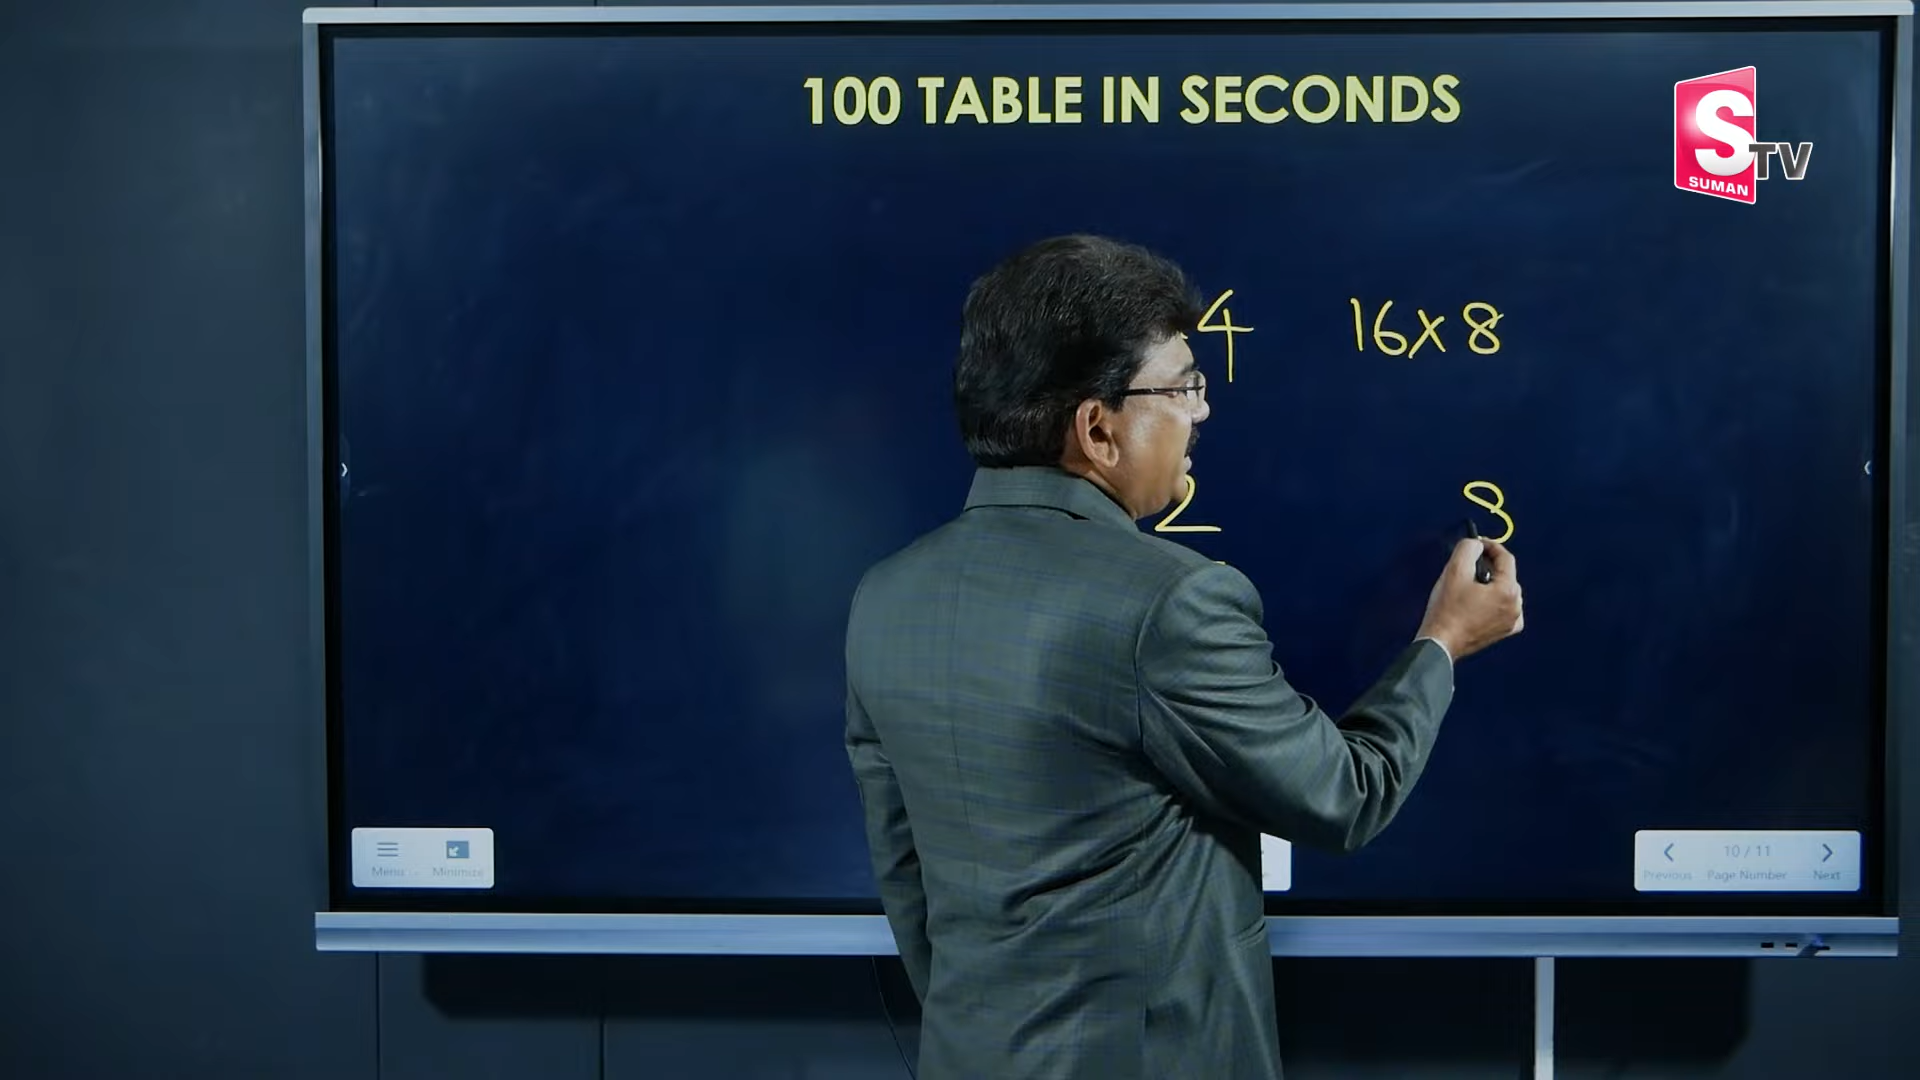 100 TABLE IN SECONDS
S TV
SUMAN
4 16x8
2 8
Menu Minimize
10/11
Previous Page Number Next